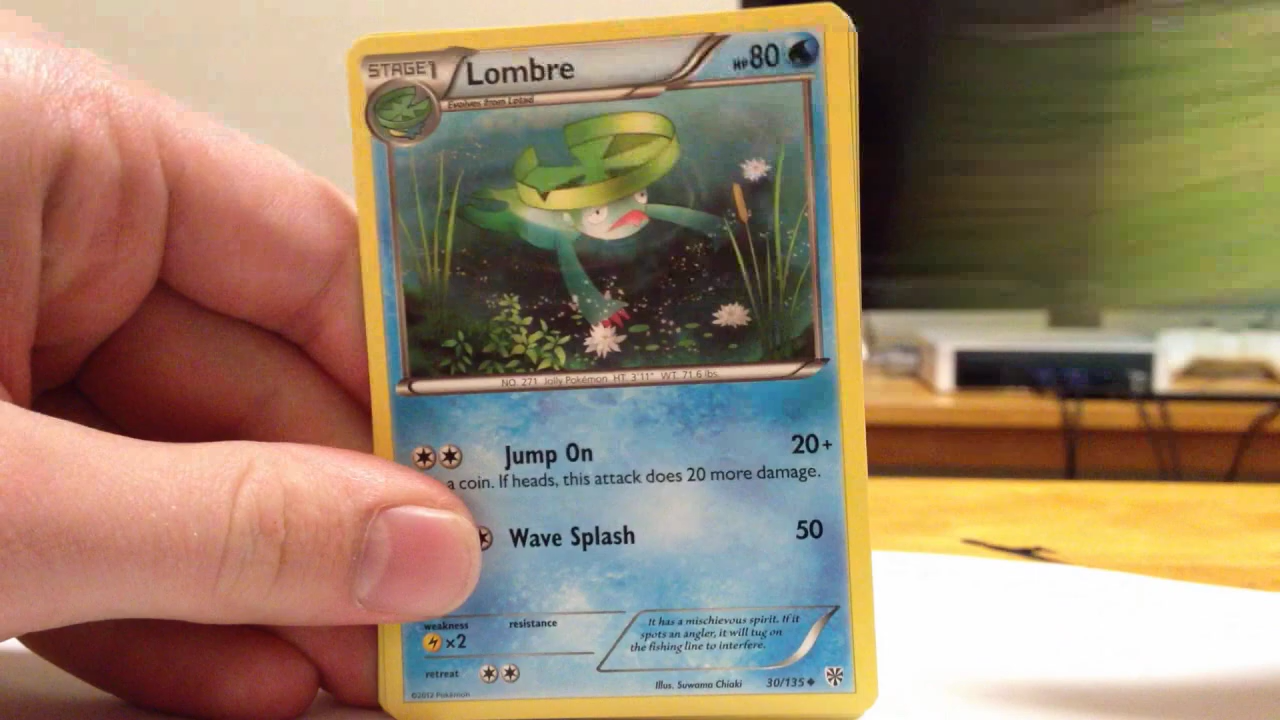 STAGE1 Lombre HP80
Evolves from Lotad
NO. 271 Jolly Pokémon HT. 3'11" WT. 71.6 lbs.
Jump On 20+
a coin. If heads, this attack does 20 more damage.
Wave Splash 50
weakness resistance
×2
It has a mischievous spirit. If it
spots an angler, it will tug on
the fishing line to interfere.
retreat
Illus. Suwama Chiaki 30/135
©2012 Pokémon